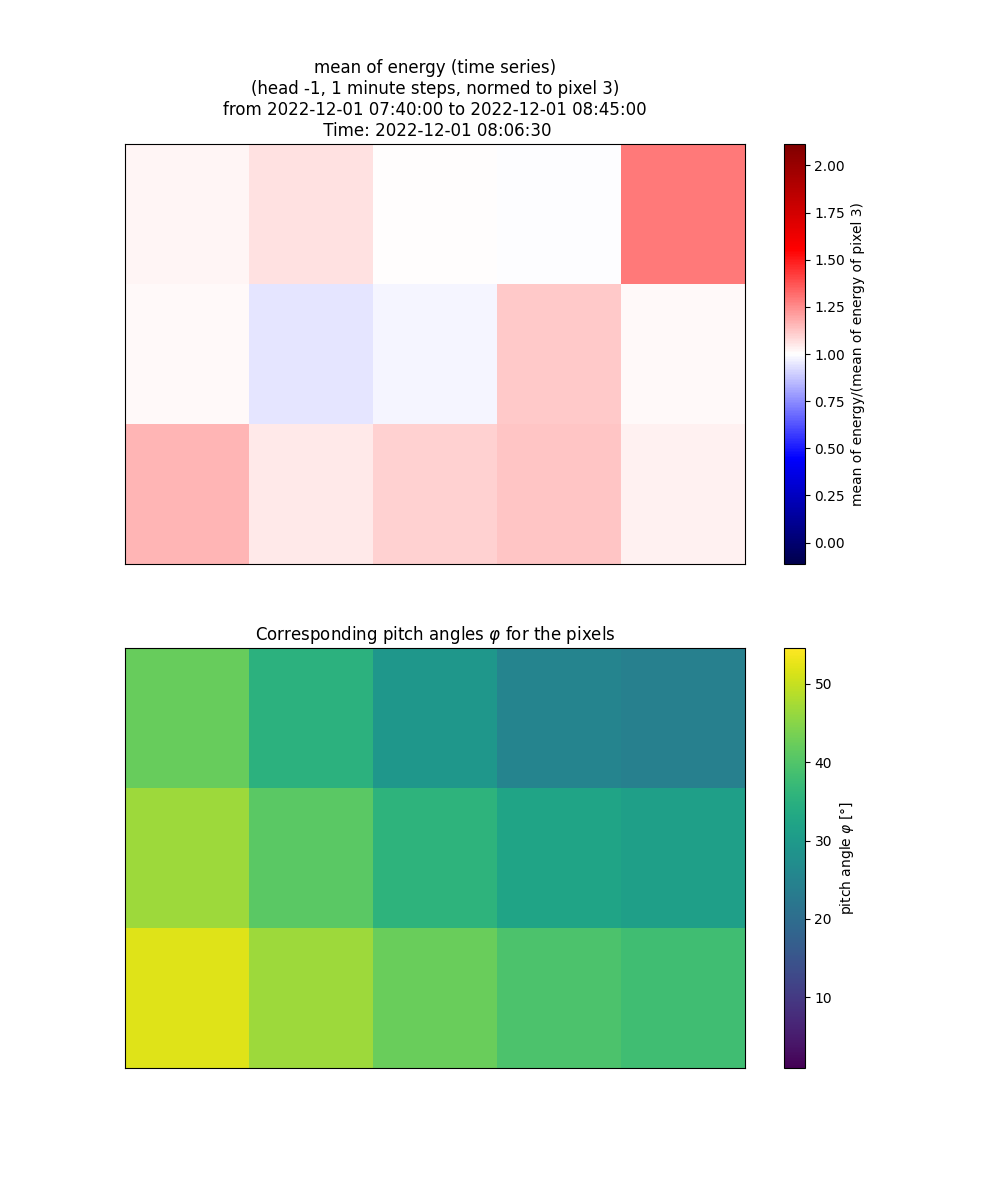 mean of energy (time series)
(head -1, 1 minute steps, normed to pixel 3)
from 2022-12-01 07:40:00 to 2022-12-01 08:45:00
Time: 2022-12-01 08:06:30
2.00
1.75
1.50
1.25
1.00
0.75
0.50
0.25
0.00
mean of energy/(mean of energy of pixel 3)
Corresponding pitch angles φ for the pixels
50
40
30
20
10
pitch angle φ [°]